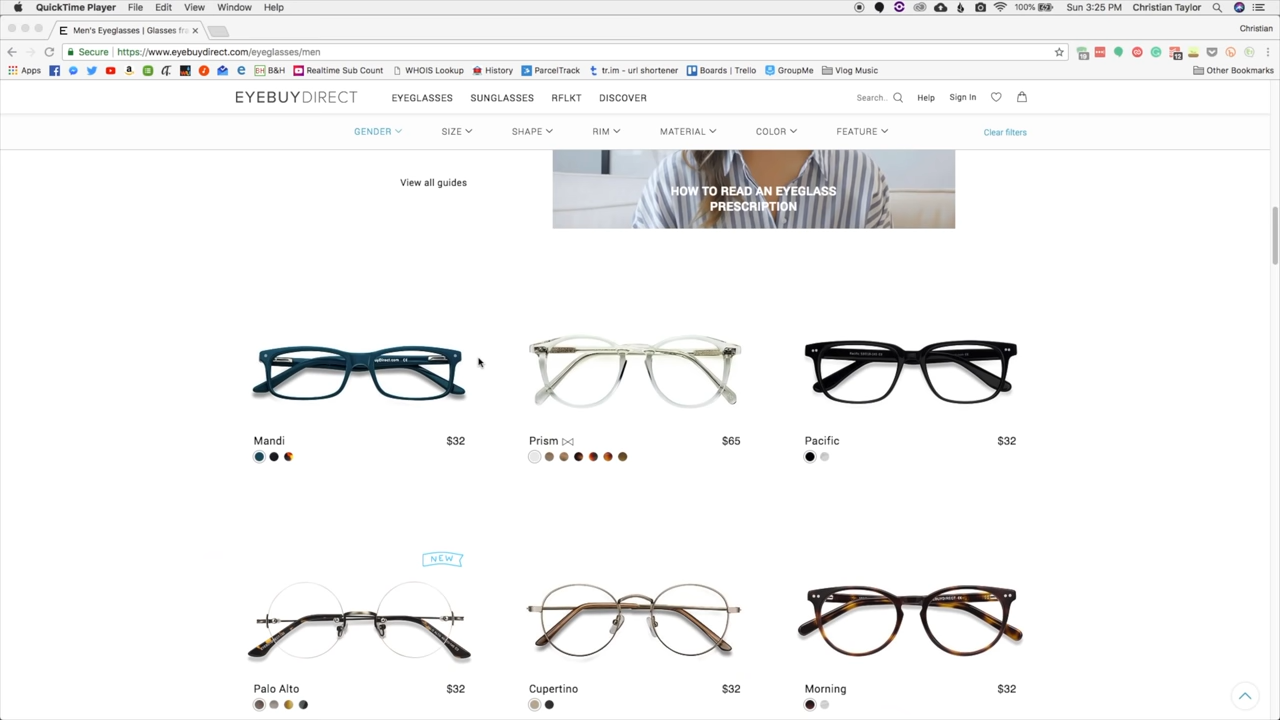 QuickTime Player File Edit View Window Help 100% Sun 3:25 PM Christian Taylor
Men's Eyeglasses | Glasses fra Christian
Secure https://www.eyebuydirect.com/eyeglasses/men
Apps B&H Realtime Sub Count WHOIS Lookup History ParcelTrack tr.im - url shortener Boards | Trello GroupMe Vlog Music Other Bookmarks
EYEBUYDIRECT EYEGLASSES SUNGLASSES RFLKT DISCOVER Search.. Help Sign In
GENDER SIZE SHAPE RIM MATERIAL COLOR FEATURE Clear filters
View all guides
HOW TO READ AN EYEGLASS
PRESCRIPTION
Mandi $32
Prism $65
Pacific $32
NEW
Palo Alto $32
Cupertino $32
Morning $32